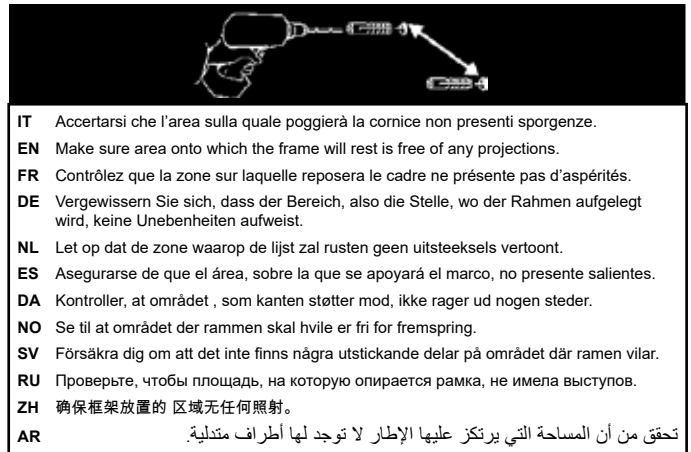 IT Accertarsi che l'area sulla quale poggierà la cornice non presenti sporgenze.
EN Make sure area onto which the frame will rest is free of any projections.
FR Contrôlez que la zone sur laquelle reposera le cadre ne présente pas d'aspérités.
DE Vergewissern Sie sich, dass der Bereich, also die Stelle, wo der Rahmen aufgelegt
wird, keine Unebenheiten aufweist.
NL Let op dat de zone waarop de lijst zal rusten geen uitsteeksels vertoont.
ES Asegurarse de que el área, sobre la que se apoyará el marco, no presente salientes.
DA Kontroller, at området , som kanten støtter mod, ikke rager ud nogen steder.
NO Se til at området der rammen skal hvile er fri for fremspring.
SV Försäkra dig om att det inte finns några utstickande delar på området där ramen vilar.
RU Проверьте, чтобы площадь, на которую опирается рамка, не имела выступов.
ZH 确保框架放置的 区域无任何照射。
AR تحقق من أن المساحة التي يرتكز عليها الإطار لا توجد لها أطراف متدلية.